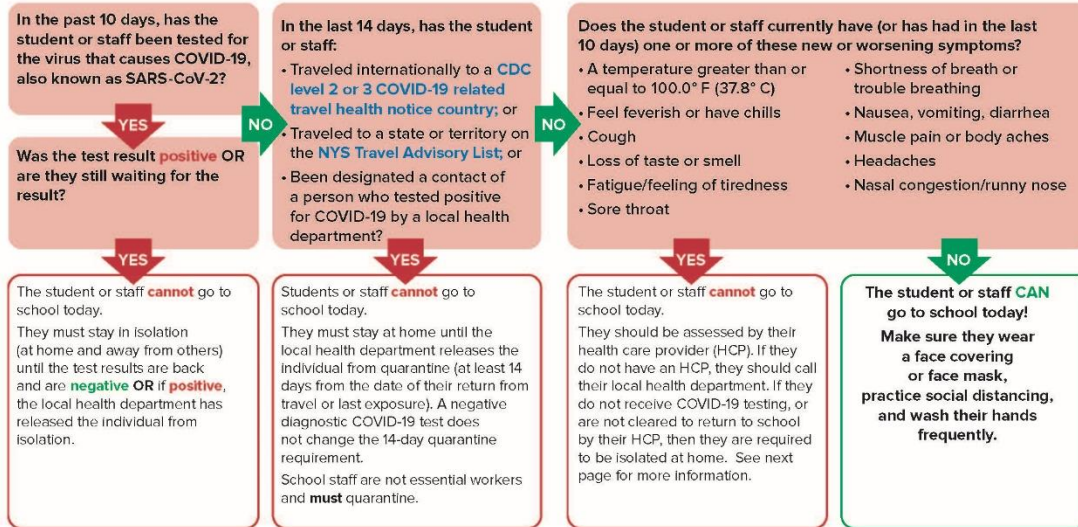 In the past 10 days, has the
student or staff been tested for
the virus that causes COVID-19,
also known as SARS-CoV-2?
YES
NO
Was the test result positive OR
are they still waiting for the
result?
YES
The student or staff cannot go to
school today.
They must stay in isolation
(at home and away from others)
until the test results are back
and are negative OR if positive,
the local health department has
released the individual from
isolation.
In the last 14 days, has the student
or staff:
• Traveled internationally to a CDC
level 2 or 3 COVID-19 related
travel health notice country; or
• Traveled to a state or territory on
the NYS Travel Advisory List; or
• Been designated a contact of
a person who tested positive
for COVID-19 by a local health
department?
NO
YES
Students or staff cannot go to
school today.
They must stay at home until the
local health department releases the
individual from quarantine (at least 14
days from the date of their return from
travel or last exposure). A negative
diagnostic COVID-19 test does
not change the 14-day quarantine
requirement.
School staff are not essential workers
and must quarantine.
Does the student or staff currently have (or has had in the last
10 days) one or more of these new or worsening symptoms?
• A temperature greater than or
equal to 100.0° F (37.8° C)
• Feel feverish or have chills
• Cough
• Loss of taste or smell
• Fatigue/feeling of tiredness
• Sore throat
• Shortness of breath or
trouble breathing
• Nausea, vomiting, diarrhea
• Muscle pain or body aches
• Headaches
• Nasal congestion/runny nose
YES
The student or staff cannot go to
school today.
They should be assessed by their
health care provider (HCP). If they
do not have an HCP, they should call
their local health department. If they
do not receive COVID-19 testing, or
are not cleared to return to school
by their HCP, then they are required
to be isolated at home. See next
page for more information.
NO
The student or staff CAN
go to school today!
Make sure they wear
a face covering
or face mask,
practice social distancing,
and wash their hands
frequently.